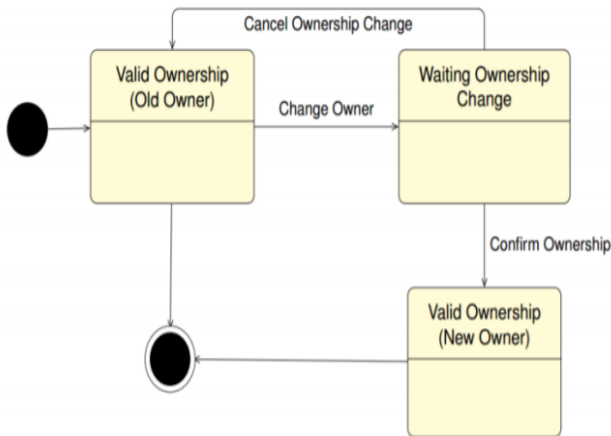 Cancel Ownership Change
Valid Ownership
(Old Owner)
Change Owner
Waiting Ownership
Change
Confirm Ownership
Valid Ownership
(New Owner)